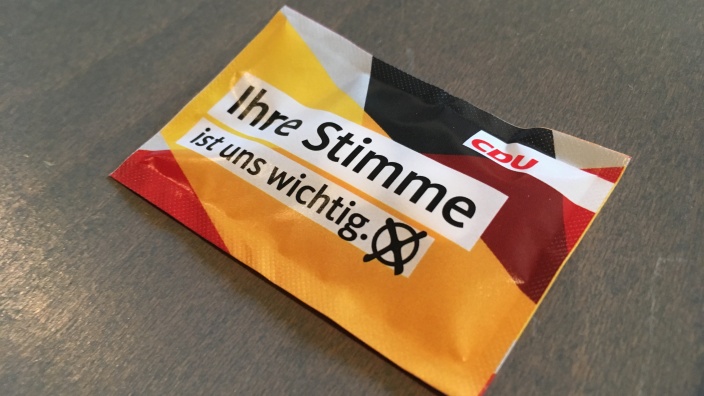 CDU
Ihre Stimme
ist uns wichtig.